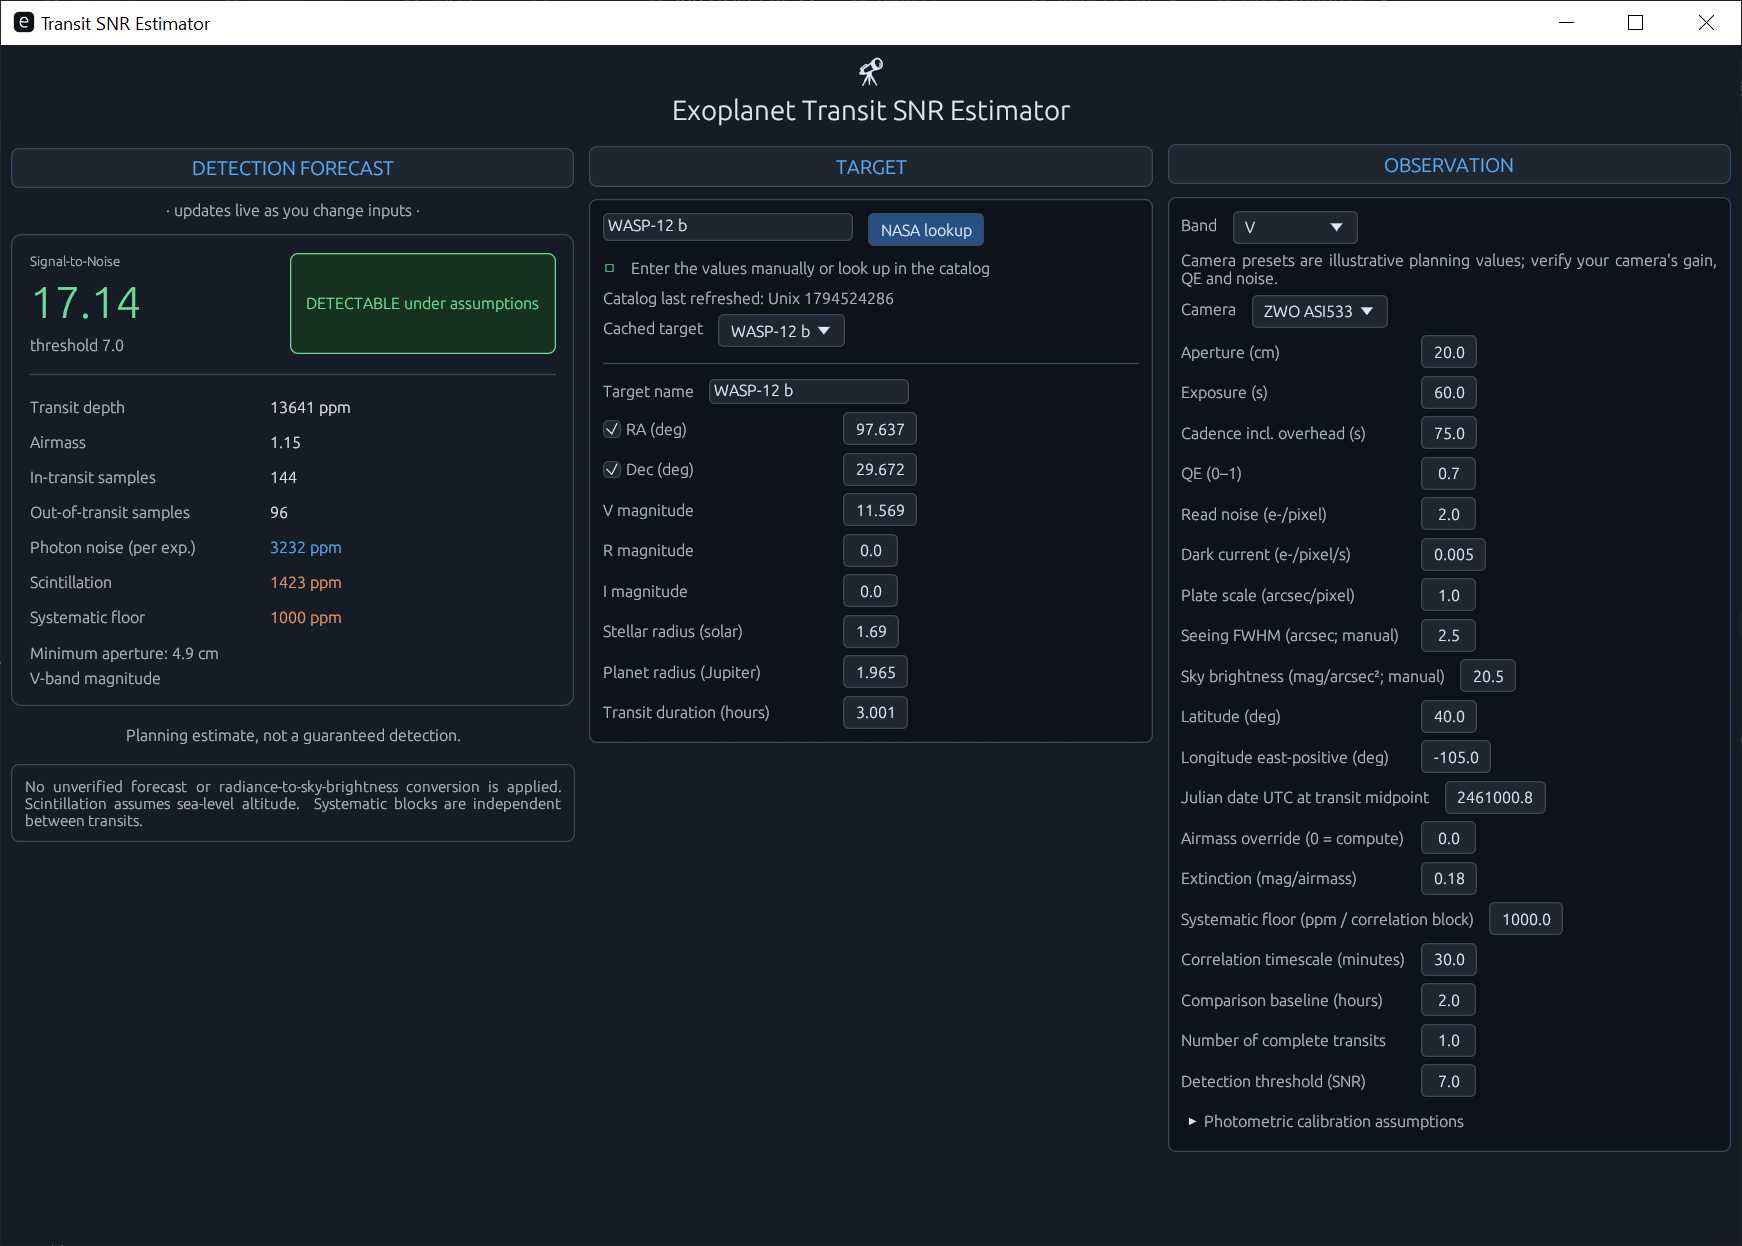 Transit SNR Estimator
Exoplanet Transit SNR Estimator
DETECTION FORECAST
· updates live as you change inputs ·
Signal-to-Noise
17.14
threshold 7.0
DETECTABLE under assumptions
Transit depth 13641 ppm
Airmass 1.15
In-transit samples 144
Out-of-transit samples 96
Photon noise (per exp.) 3232 ppm
Scintillation 1423 ppm
Systematic floor 1000 ppm
Minimum aperture: 4.9 cm
V-band magnitude
Planning estimate, not a guaranteed detection.
No unverified forecast or radiance-to-sky-brightness conversion is applied.
Scintillation assumes sea-level altitude. Systematic blocks are independent
between transits.
TARGET
WASP-12 b NASA lookup
Enter the values manually or look up in the catalog
Catalog last refreshed: Unix 1794524286
Cached target WASP-12 b
Target name WASP-12 b
RA (deg) 97.637
Dec (deg) 29.672
V magnitude 11.569
R magnitude 0.0
I magnitude 0.0
Stellar radius (solar) 1.69
Planet radius (Jupiter) 1.965
Transit duration (hours) 3.001
OBSERVATION
Band V
Camera presets are illustrative planning values; verify your camera's gain,
QE and noise.
Camera ZWO ASI533
Aperture (cm) 20.0
Exposure (s) 60.0
Cadence incl. overhead (s) 75.0
QE (0–1) 0.7
Read noise (e-/pixel) 2.0
Dark current (e-/pixel/s) 0.005
Plate scale (arcsec/pixel) 1.0
Seeing FWHM (arcsec; manual) 2.5
Sky brightness (mag/arcsec²; manual) 20.5
Latitude (deg) 40.0
Longitude east-positive (deg) -105.0
Julian date UTC at transit midpoint 2461000.8
Airmass override (0 = compute) 0.0
Extinction (mag/airmass) 0.18
Systematic floor (ppm / correlation block) 1000.0
Correlation timescale (minutes) 30.0
Comparison baseline (hours) 2.0
Number of complete transits 1.0
Detection threshold (SNR) 7.0
Photometric calibration assumptions